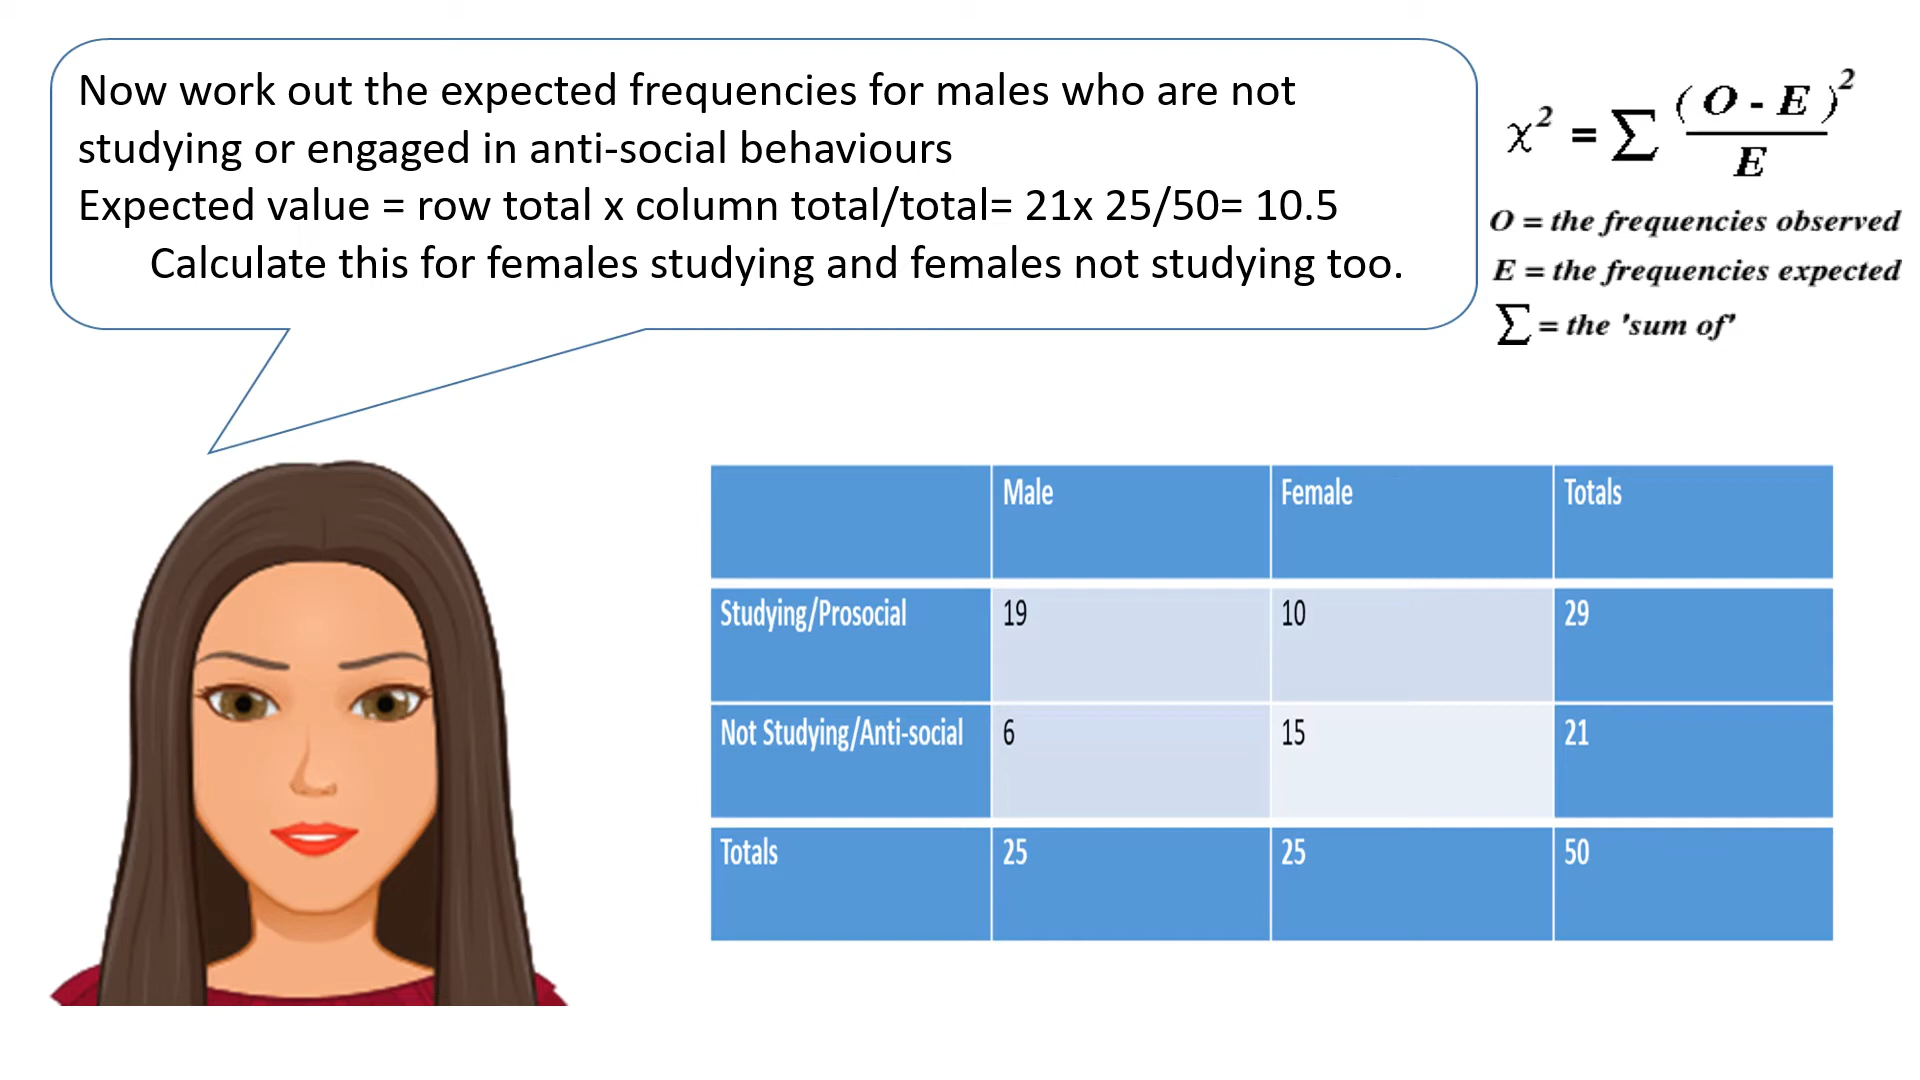 Now work out the expected frequencies for males who are not
studying or engaged in anti-social behaviours
Expected value = row total x column total/total= 21x 25/50= 10.5
Calculate this for females studying and females not studying too.
χ² = ∑ (O - E)² / E
O = the frequencies observed
E = the frequencies expected
∑ = the 'sum of'
Male Female Totals
Studying/Prosocial 19 10 29
Not Studying/Anti-social 6 15 21
Totals 25 25 50